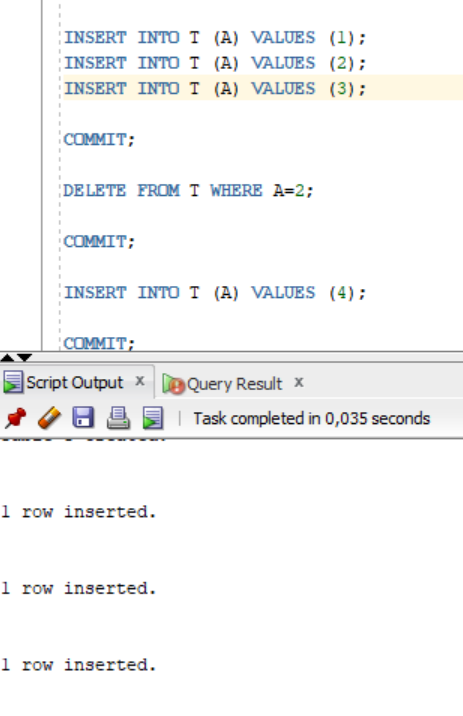 INSERT INTO T (A) VALUES (1);
INSERT INTO T (A) VALUES (2);
INSERT INTO T (A) VALUES (3);
COMMIT;
DELETE FROM T WHERE A=2;
COMMIT;
INSERT INTO T (A) VALUES (4);
COMMIT;
Script Output x Query Result x
Task completed in 0,035 seconds
1 row inserted.
1 row inserted.
1 row inserted.